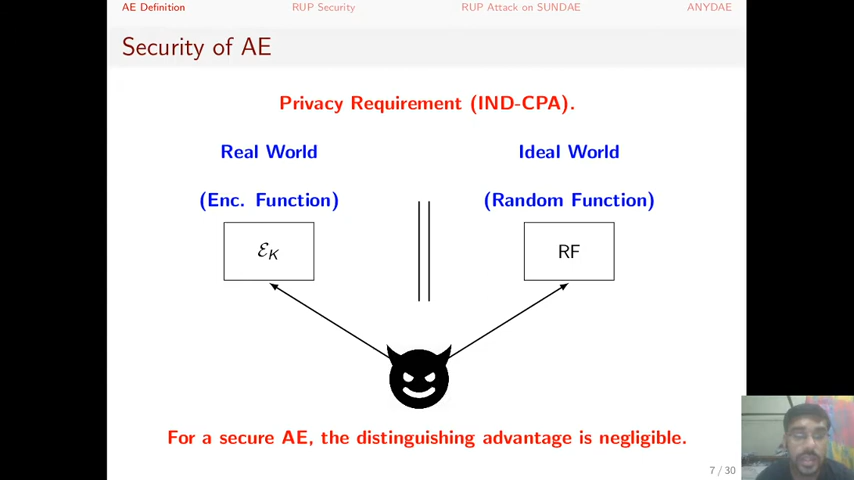 AE Definition RUP Security RUP Attack on SUNDAE ANYDAE
Security of AE
Privacy Requirement (IND-CPA).
Real World Ideal World
(Enc. Function) (Random Function)
ℰ_K RF
For a secure AE, the distinguishing advantage is negligible.
7 / 30